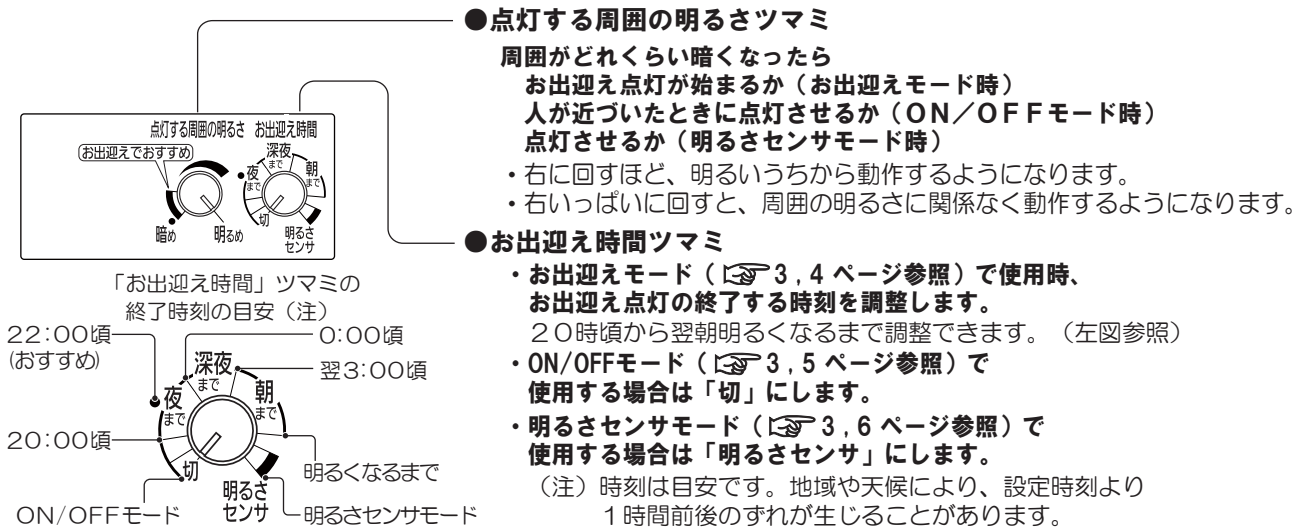 ●点灯する周囲の明るさツマミ
周囲がどれくらい暗くなったら
お出迎え点灯が始まるか（お出迎えモード時）
人が近づいたときに点灯させるか（ＯＮ／ＯＦＦモード時）
点灯させるか（明るさセンサモード時）
・右に回すほど、明るいうちから動作するようになります。
・右いっぱいに回すと、周囲の明るさに関係なく動作するようになります。
点灯する周囲の明るさ お出迎え時間
お出迎えでおすすめ
深夜
まで
夜
まで
朝
まで
切
暗め 明るめ
明るさ
センサ
●お出迎え時間ツマミ
・お出迎えモード（☞3，4 ページ参照）で使用時、
お出迎え点灯の終了する時刻を調整します。
２０時頃から翌朝明るくなるまで調整できます。（左図参照）
・ON/OFFモード（☞3，5 ページ参照）で
使用する場合は「切」にします。
・明るさセンサモード（☞3，6 ページ参照）で
使用する場合は「明るさセンサ」にします。
（注）時刻は目安です。地域や天候により、設定時刻より
１時間前後のずれが生じることがあります。
「お出迎え時間」ツマミの
終了時刻の目安（注）
22:00頃
(おすすめ)
0:00頃
翌3:00頃
深夜
まで
夜
まで
朝
まで
20:00頃
切
明るくなるまで
明るさ
センサ
ON/OFFモード
明るさセンサモード